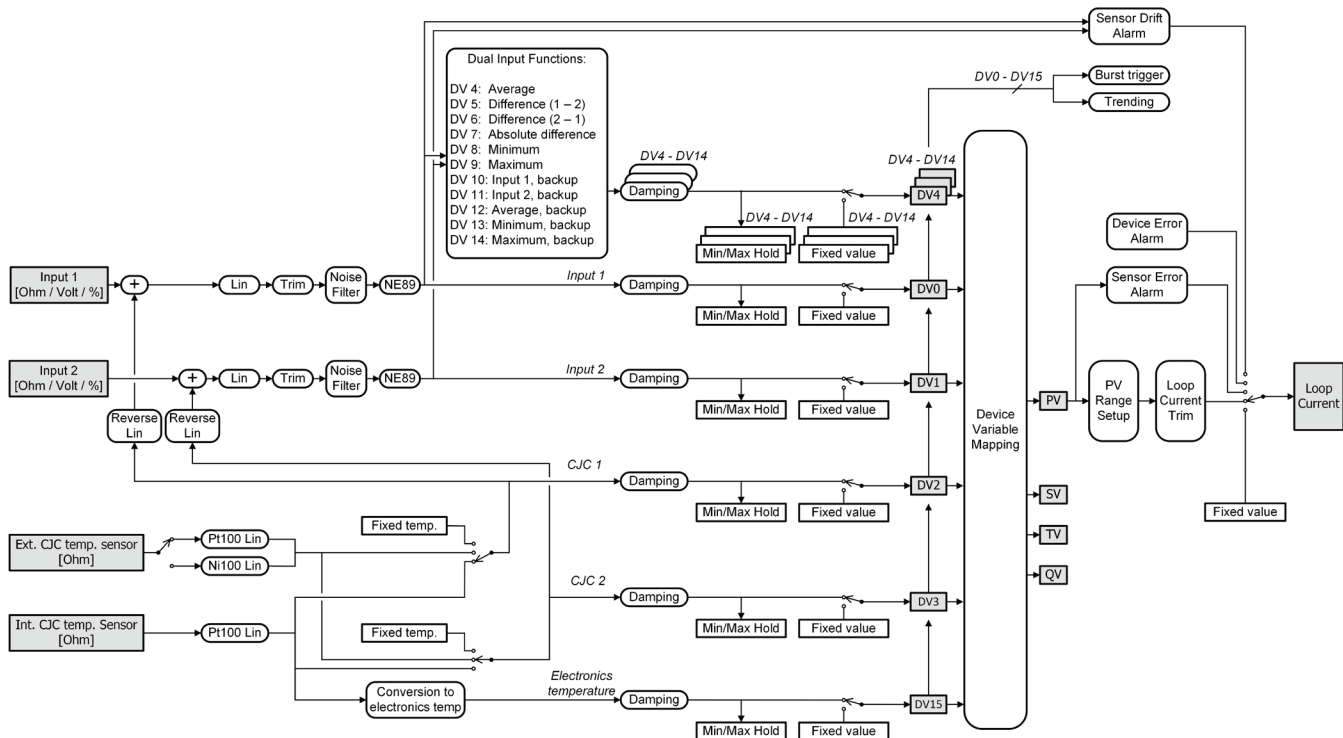 Sensor Drift
Alarm
Dual Input Functions:
DV 4: Average
DV 5: Difference (1 – 2)
DV 6: Difference (2 – 1)
DV 7: Absolute difference
DV 8: Minimum
DV 9: Maximum
DV 10: Input 1, backup
DV 11: Input 2, backup
DV 12: Average, backup
DV 13: Minimum, backup
DV 14: Maximum, backup
DV0 - DV15
Burst trigger
Trending
DV4 - DV14
Damping
DV4 - DV14
DV4
DV4 - DV14
Min/Max Hold
DV4 - DV14
Fixed value
Device Error
Alarm
Input 1
[Ohm / Volt / %]
+
Lin
Trim
Noise
Filter
NE89
Input 1
Damping
Min/Max Hold
Fixed value
DV0
Sensor Error
Alarm
Input 2
[Ohm / Volt / %]
+
Lin
Trim
Noise
Filter
NE89
Input 2
Damping
Min/Max Hold
Fixed value
DV1
Device
Variable
Mapping
PV
PV
Range
Setup
Loop
Current
Trim
Loop
Current
Reverse
Lin
Reverse
Lin
CJC 1
Damping
Min/Max Hold
Fixed value
DV2
SV
TV
QV
Fixed value
Ext. CJC temp. sensor
[Ohm]
Pt100 Lin
Ni100 Lin
Fixed temp.
CJC 2
Damping
Min/Max Hold
Fixed value
DV3
Int. CJC temp. Sensor
[Ohm]
Pt100 Lin
Fixed temp.
Conversion to
electronics temp
Electronics
temperature
Damping
Min/Max Hold
Fixed value
DV15